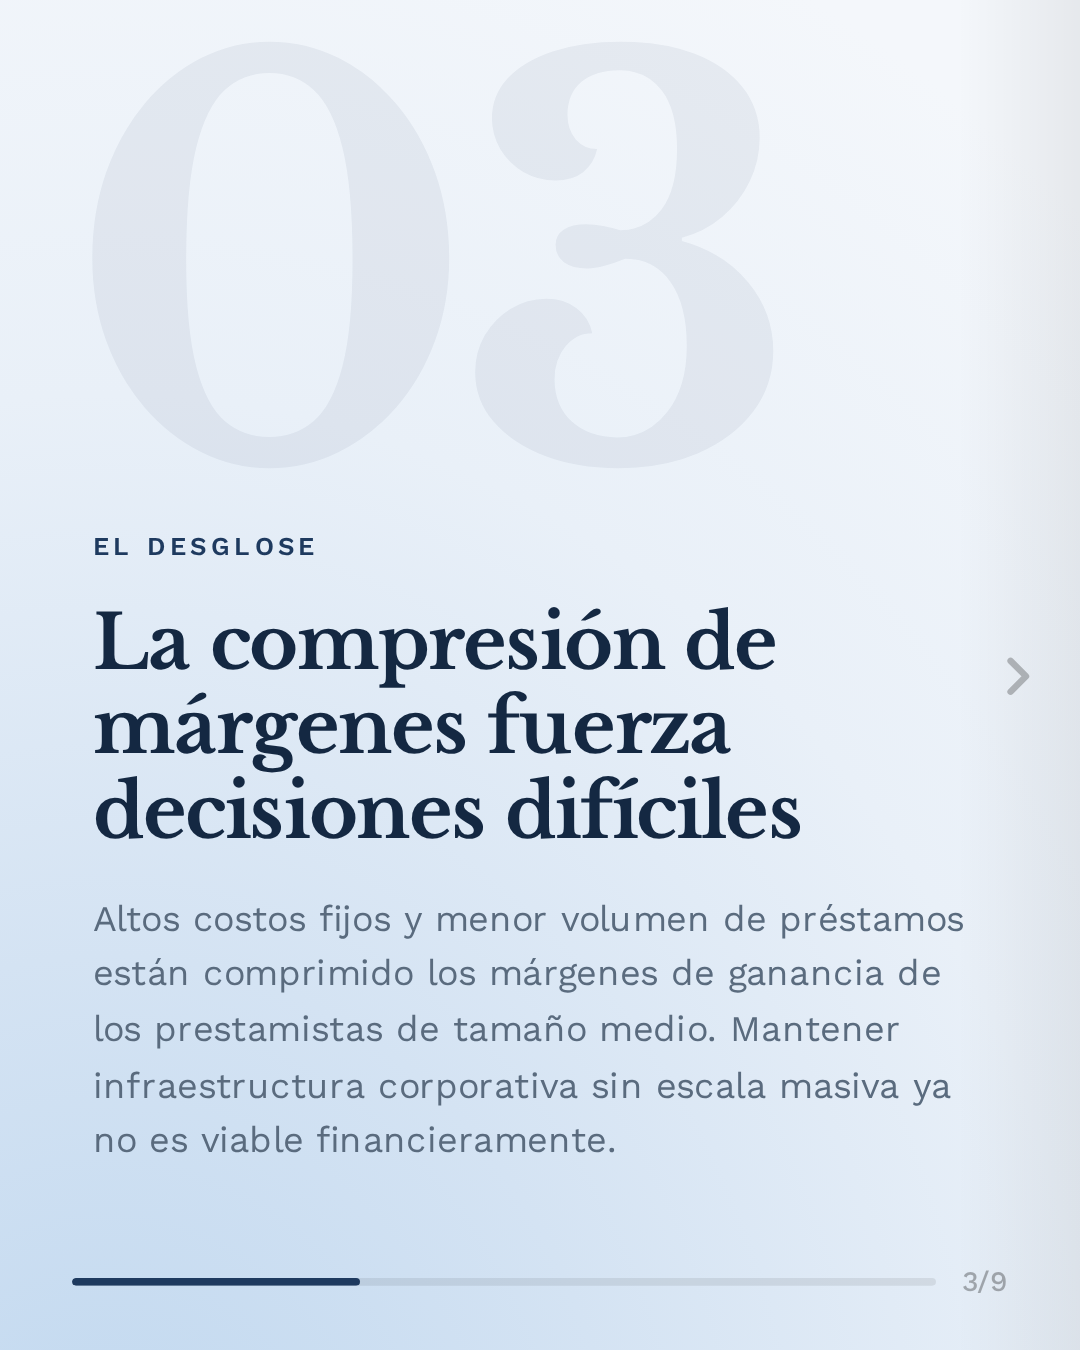 03
EL DESGLOSE
La compresión de
márgenes fuerza
decisiones difíciles
Altos costos fijos y menor volumen de préstamos
están comprimido los márgenes de ganancia de
los prestamistas de tamaño medio. Mantener
infraestructura corporativa sin escala masiva ya
no es viable financieramente.
3/9